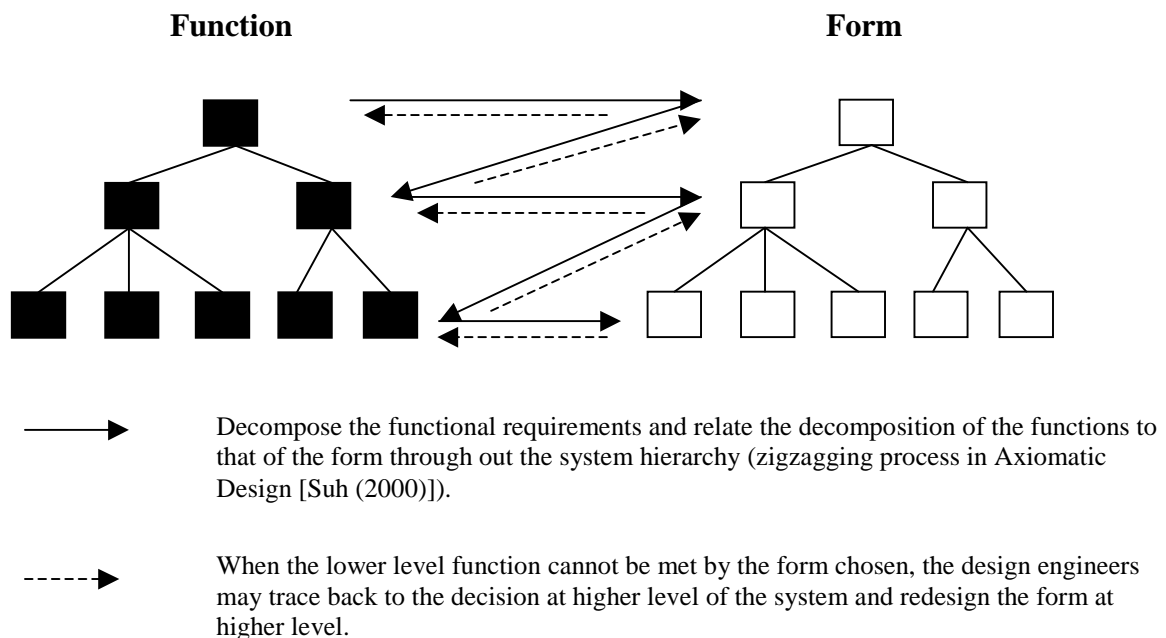 Function
Form
Decompose the functional requirements and relate the decomposition of the functions to
that of the form through out the system hierarchy (zigzagging process in Axiomatic
Design [Suh (2000)]).
When the lower level function cannot be met by the form chosen, the design engineers
may trace back to the decision at higher level of the system and redesign the form at
higher level.